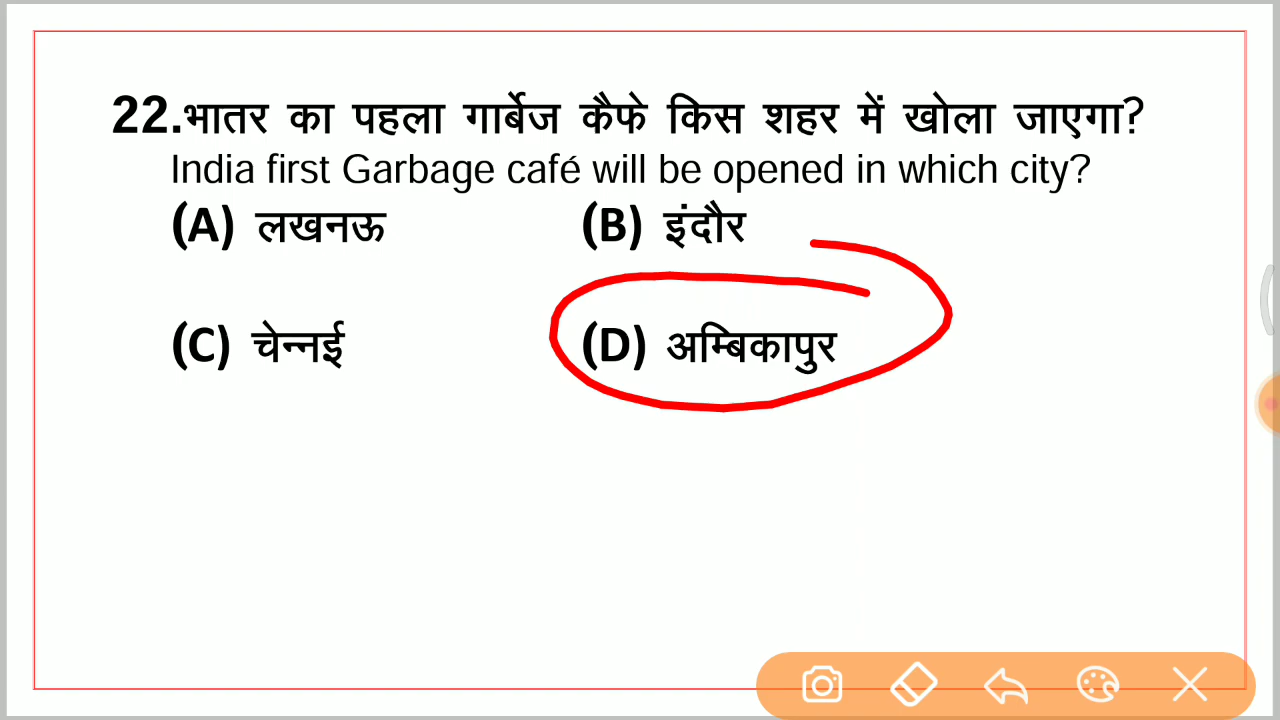 22.भातर का पहला गार्बेज कैफे किस शहर में खोला जाएगा?
India first Garbage café will be opened in which city?
(A) लखनऊ (B) इंदौर
(C) चेन्नई (D) अम्बिकापुर